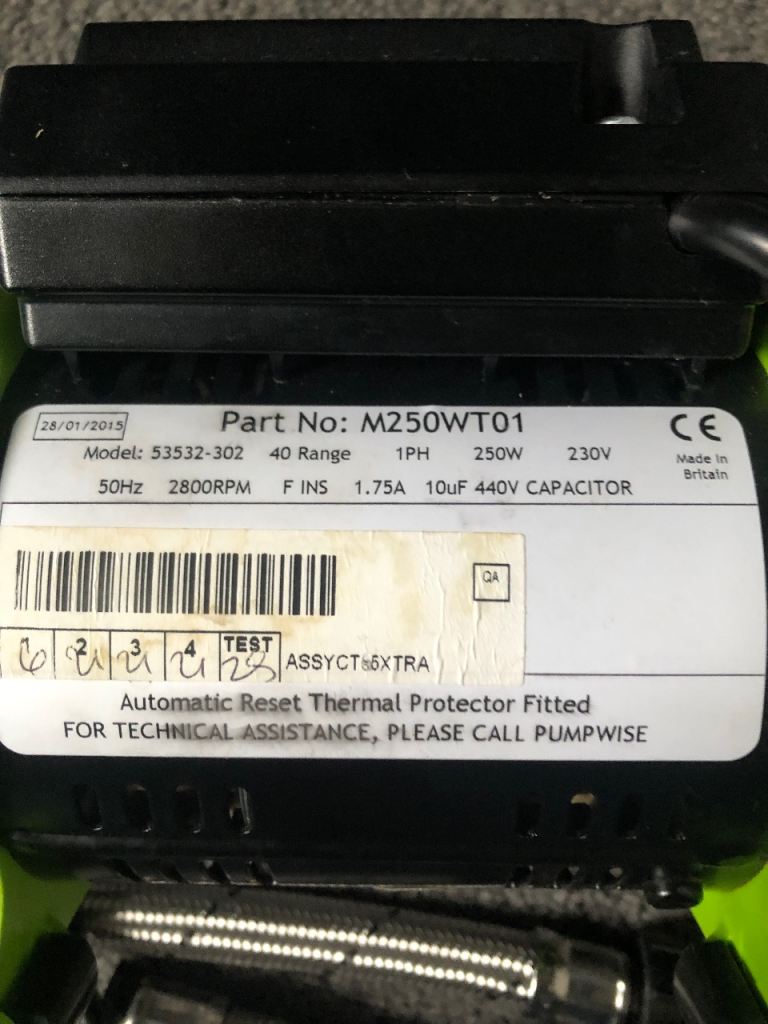 28/01/2015 Part No: M250WT01 CE
Model: 53532-302 40 Range 1PH 250W 230V Made In Britain
50Hz 2800RPM F INS 1.75A 10uF 440V CAPACITOR
QA
1 2 3 4 TEST
ASSYCT
Automatic Reset Thermal Protector Fitted
FOR TECHNICAL ASSISTANCE, PLEASE CALL PUMPWISE